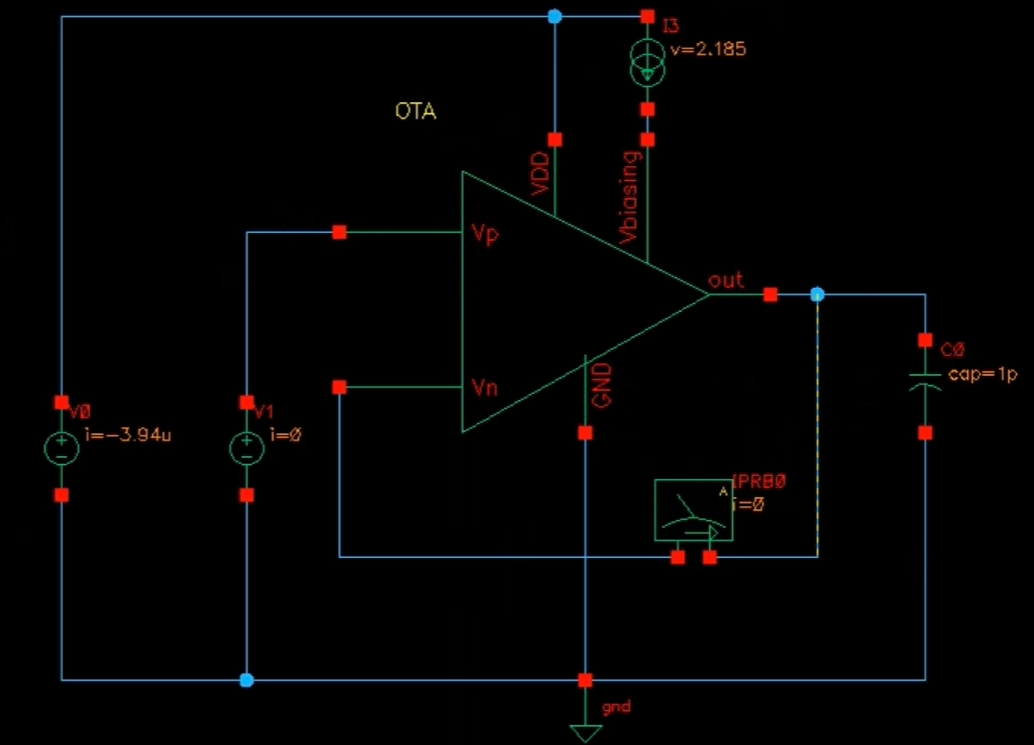 I3
v=2.185
OTA
VDD
Vbiasing
Vp
out
C0
cap=1p
Vn
GND
V0
i=-3.94u
V1
i=0
IPRB0
A
i=0
gnd